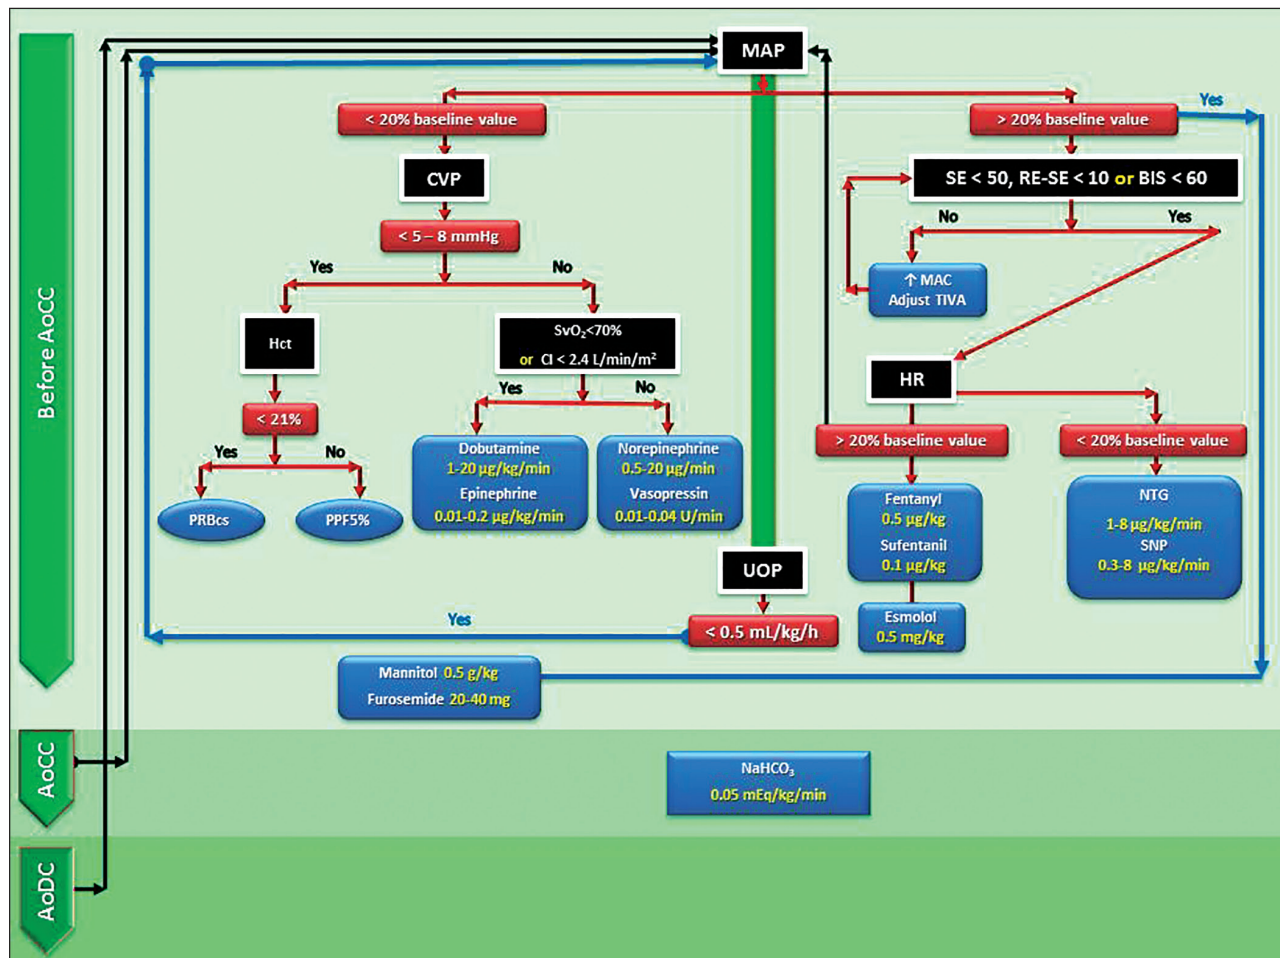 MAP
< 20% baseline value
> 20% baseline value
Yes
CVP
SE < 50, RE-SE < 10 or BIS < 60
< 5 – 8 mmHg
No
Yes
Yes
No
↑ MAC
Adjust TIVA
Before AoCC
Hct
SvO₂<70%
or CI < 2.4 L/min/m²
HR
Yes
No
< 21%
> 20% baseline value
< 20% baseline value
Yes
No
Dobutamine
1-20 µg/kg/min
Epinephrine
0.01-0.2 µg/kg/min
Norepinephrine
0.5-20 µg/min
Vasopressin
0.01-0.04 U/min
PRBcs
PPF5%
Fentanyl
0.5 µg/kg
Sufentanil
0.1 µg/kg
NTG
1-8 µg/kg/min
SNP
0.3-8 µg/kg/min
UOP
Esmolol
0.5 mg/kg
Yes
< 0.5 mL/kg/h
Mannitol 0.5 g/kg
Furosemide 20-40 mg
AoCC
NaHCO₃
0.05 mEq/kg/min
AoDC